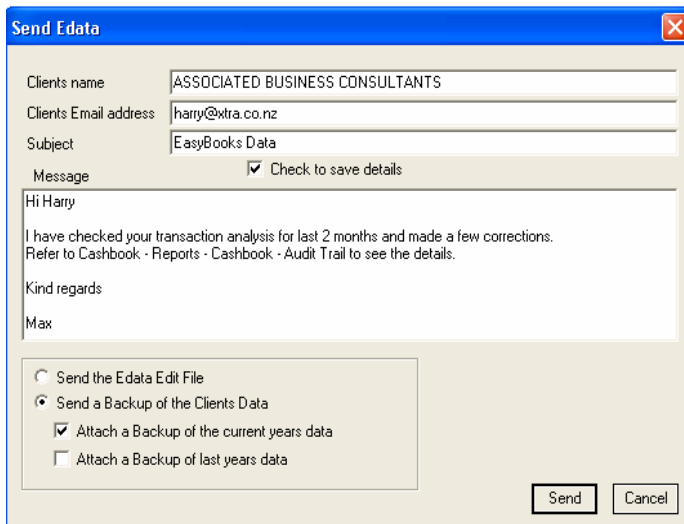 Send Edata
Clients name ASSOCIATED BUSINESS CONSULTANTS
Clients Email address harry@xtra.co.nz
Subject EasyBooks Data
Message Check to save details
Hi Harry
I have checked your transaction analysis for last 2 months and made a few corrections.
Refer to Cashbook - Reports - Cashbook - Audit Trail to see the details.
Kind regards
Max
Send the Edata Edit File
Send a Backup of the Clients Data
Attach a Backup of the current years data
Attach a Backup of last years data
Send Cancel